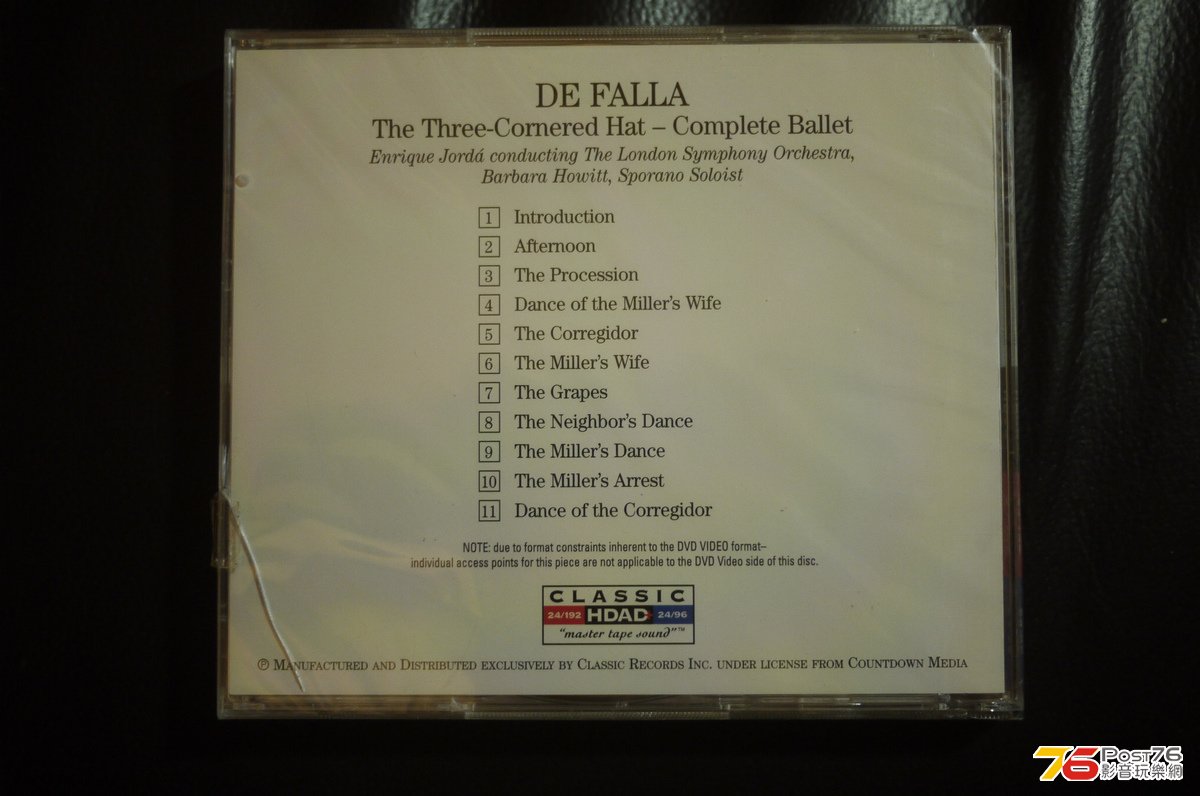 DE FALLA
The Three-Cornered Hat – Complete Ballet
Enrique Jordá conducting The London Symphony Orchestra,
Barbara Howitt, Sporano Soloist
1 Introduction
2 Afternoon
3 The Procession
4 Dance of the Miller's Wife
5 The Corregidor
6 The Miller's Wife
7 The Grapes
8 The Neighbor's Dance
9 The Miller's Dance
10 The Miller's Arrest
11 Dance of the Corregidor
NOTE: due to format constraints inherent to the DVD VIDEO format–
individual access points for this piece are not applicable to the DVD Video side of this disc.
CLASSIC
24/192 HDAD 24/96
"master tape sound"™
℗ Manufactured and Distributed exclusively by Classic Records Inc. under license from Countdown Media
76 Post76
影音玩樂網